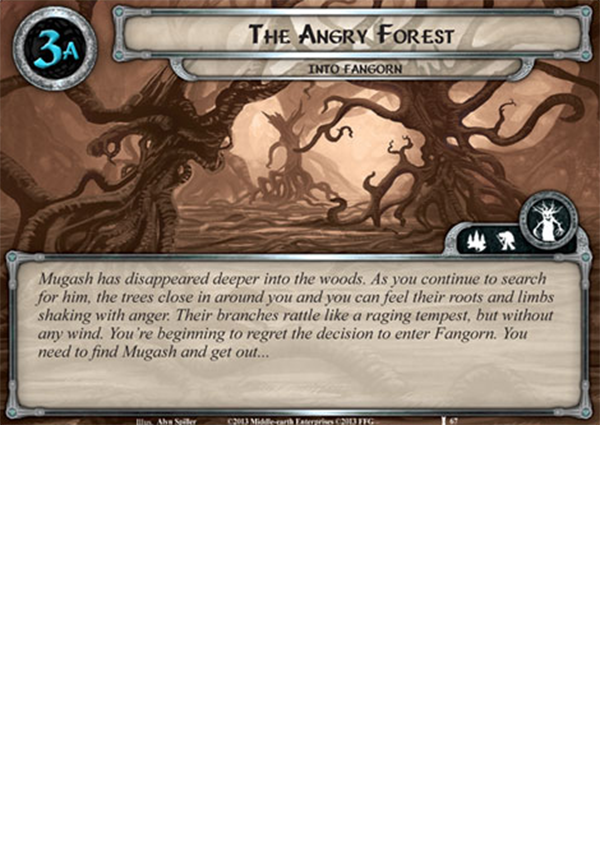 3A
THE ANGRY FOREST
INTO FANGORN
Mugash has disappeared deeper into the woods. As you continue to search
for him, the trees close in around you and you can feel their roots and limbs
shaking with anger. Their branches rattle like a raging tempest, but without
any wind. You're beginning to regret the decision to enter Fangorn. You
need to find Mugash and get out...
Illus. Alyn Spiller ©2013 Middle-earth Enterprises ©2013 FFG 67